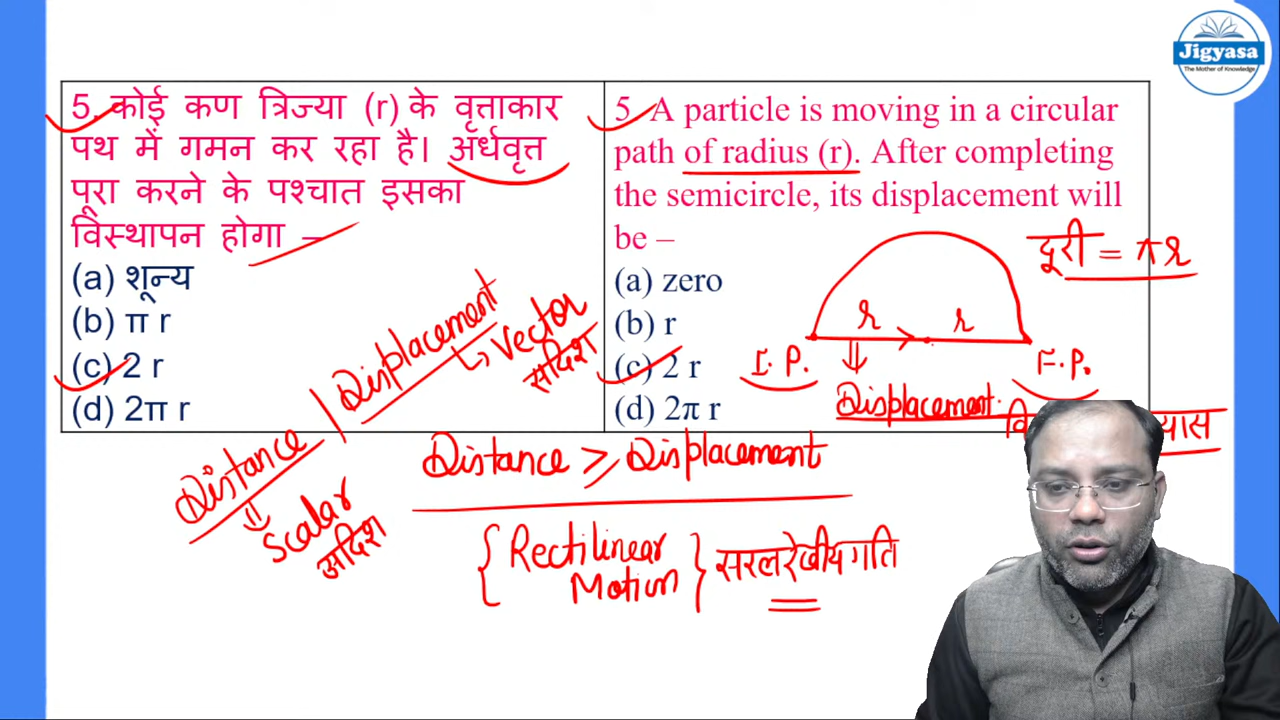 Jigyasa
The Mother of Knowledge
5. कोई कण त्रिज्या (r) के वृत्ताकार
पथ में गमन कर रहा है। अर्धवृत्त
पूरा करने के पश्चात इसका
विस्थापन होगा –
(a) शून्य
(b) π r
(c) 2 r
(d) 2π r
5. A particle is moving in a circular
path of radius (r). After completing
the semicircle, its displacement will
be –
(a) zero
(b) r
(c) 2 r
(d) 2π r
दूरी = πr
r r
I.P. F.P.
Displacement
यास
Distance / Displacement
Vector
सदिश
Scalar
अदिश
Distance ≥ Displacement
{Rectilinear
Motion} सरल रेखीय गति